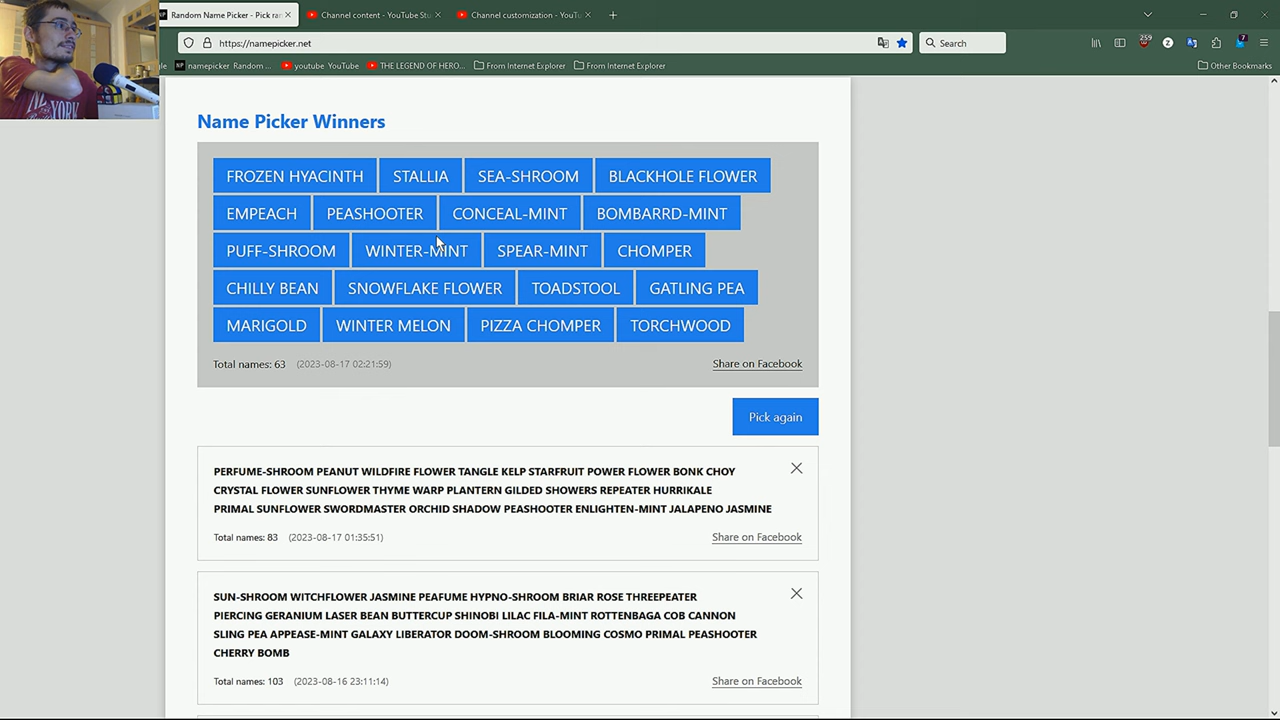 Random Name Picker - Pick ra
Channel content - YouTube St
Channel customization - YouTu
https://namepicker.net
Search
259
7
namepicker Random ...
youtube YouTube
THE LEGEND OF HERO...
From Internet Explorer
From Internet Explorer
Other Bookmarks
Name Picker Winners
FROZEN HYACINTH STALLIA SEA-SHROOM BLACKHOLE FLOWER
EMPEACH PEASHOOTER CONCEAL-MINT BOMBARRD-MINT
PUFF-SHROOM WINTER-MINT SPEAR-MINT CHOMPER
CHILLY BEAN SNOWFLAKE FLOWER TOADSTOOL GATLING PEA
MARIGOLD WINTER MELON PIZZA CHOMPER TORCHWOOD
Total names: 63 (2023-08-17 02:21:59) Share on Facebook
Pick again
PERFUME-SHROOM PEANUT WILDFIRE FLOWER TANGLE KELP STARFRUIT POWER FLOWER BONK CHOY
CRYSTAL FLOWER SUNFLOWER THYME WARP PLANTERN GILDED SHOWERS REPEATER HURRIKALE
PRIMAL SUNFLOWER SWORDMASTER ORCHID SHADOW PEASHOOTER ENLIGHTEN-MINT JALAPENO JASMINE
Total names: 83 (2023-08-17 01:35:51) Share on Facebook
SUN-SHROOM WITCHFLOWER JASMINE PEAFUME HYPNO-SHROOM BRIAR ROSE THREEPEATER
PIERCING GERANIUM LASER BEAN BUTTERCUP SHINOBI LILAC FILA-MINT ROTTENBAGA COB CANNON
SLING PEA APPEASE-MINT GALAXY LIBERATOR DOOM-SHROOM BLOOMING COSMO PRIMAL PEASHOOTER
CHERRY BOMB
Total names: 103 (2023-08-16 23:11:14) Share on Facebook